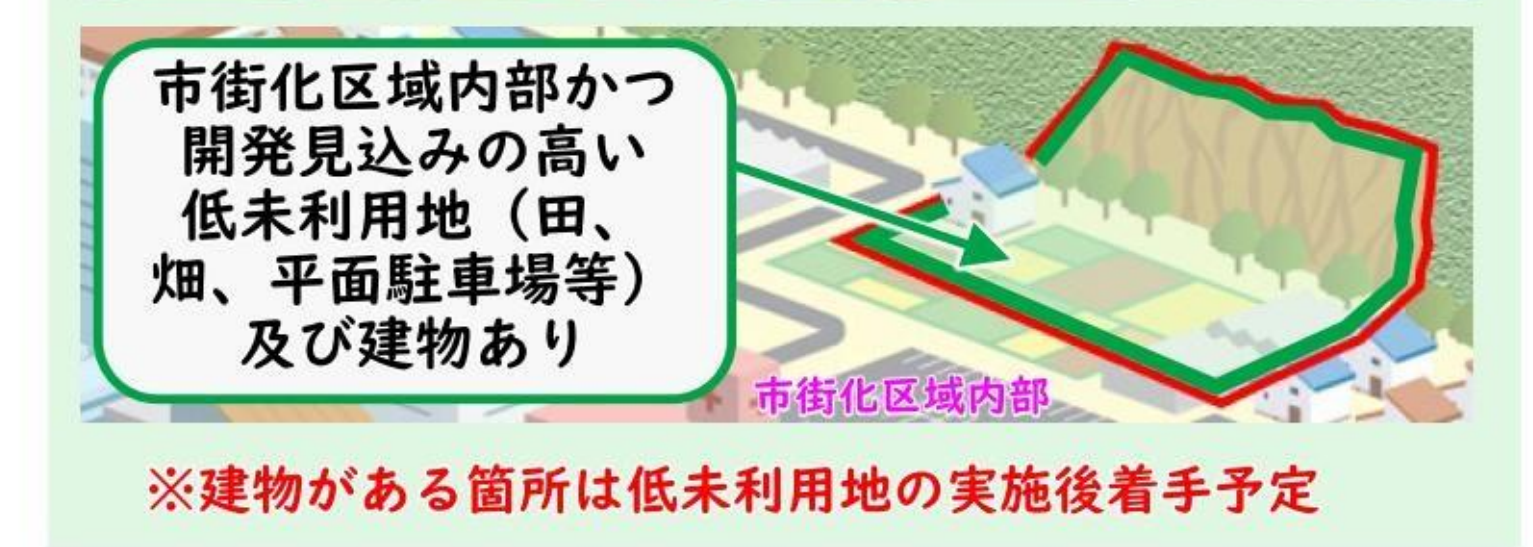 市街化区域内部かつ
開発見込みの高い
低未利用地（田、
畑、平面駐車場等）
及び建物あり
市街化区域内部
※建物がある箇所は低未利用地の実施後着手予定